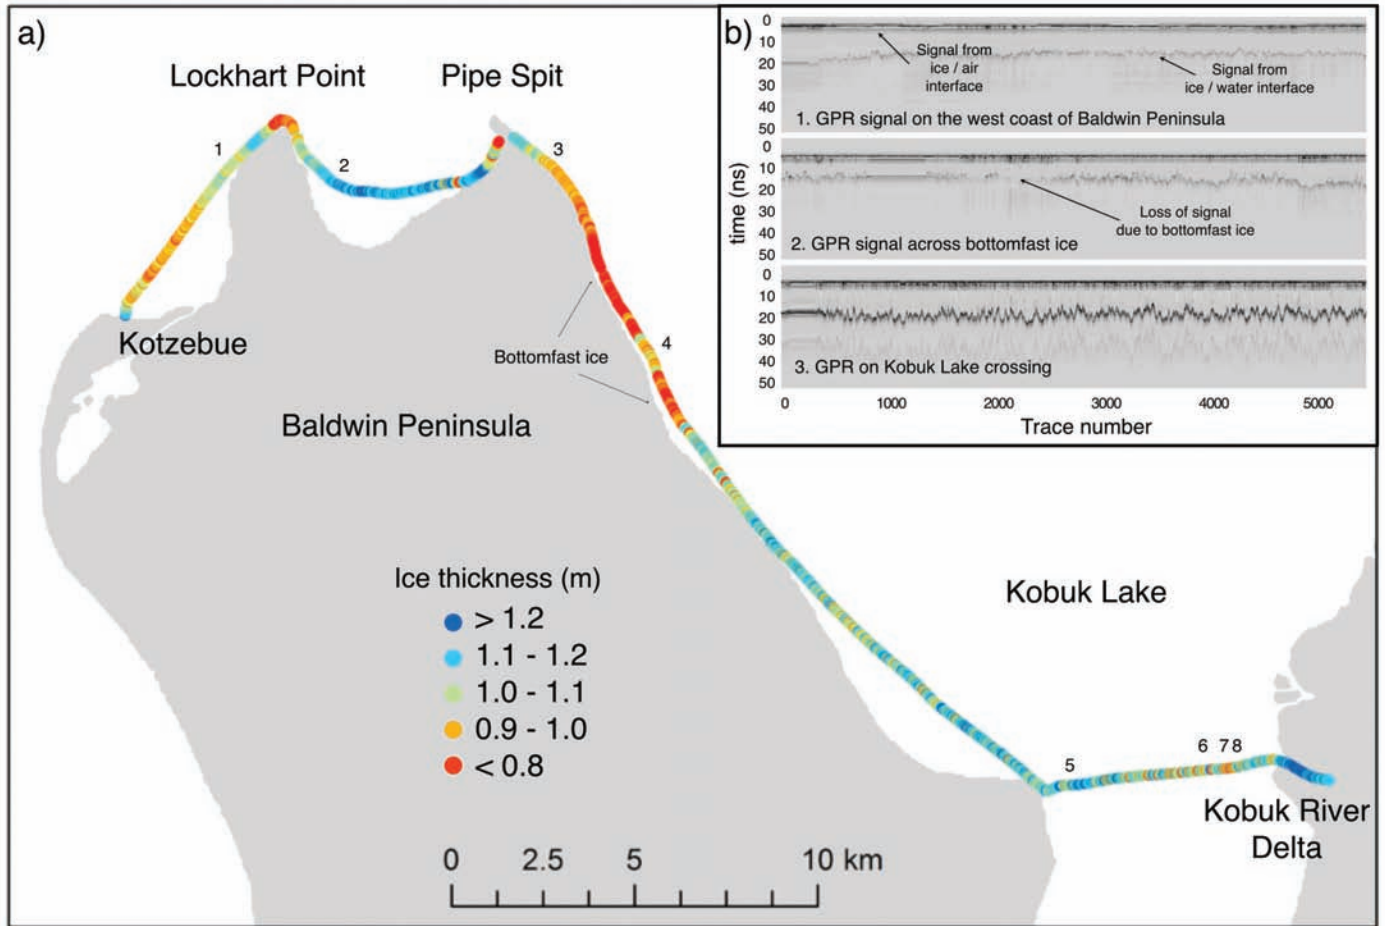 a)
Lockhart Point
Pipe Spit
1
2
3
4
Kotzebue
Bottomfast ice
Baldwin Peninsula
Ice thickness (m)
> 1.2
1.1 - 1.2
1.0 - 1.1
0.9 - 1.0
< 0.8
Kobuk Lake
5
6 7 8
Kobuk River
Delta
0 2.5 5 10 km
b)
0
10
20
30
40
50
Signal from
ice / air
interface
Signal from
ice / water interface
1. GPR signal on the west coast of Baldwin Peninsula
0
10
20
30
40
50
time (ns)
Loss of signal
due to bottomfast ice
2. GPR signal across bottomfast ice
0
10
20
30
40
50
3. GPR on Kobuk Lake crossing
0 1000 2000 3000 4000 5000
Trace number